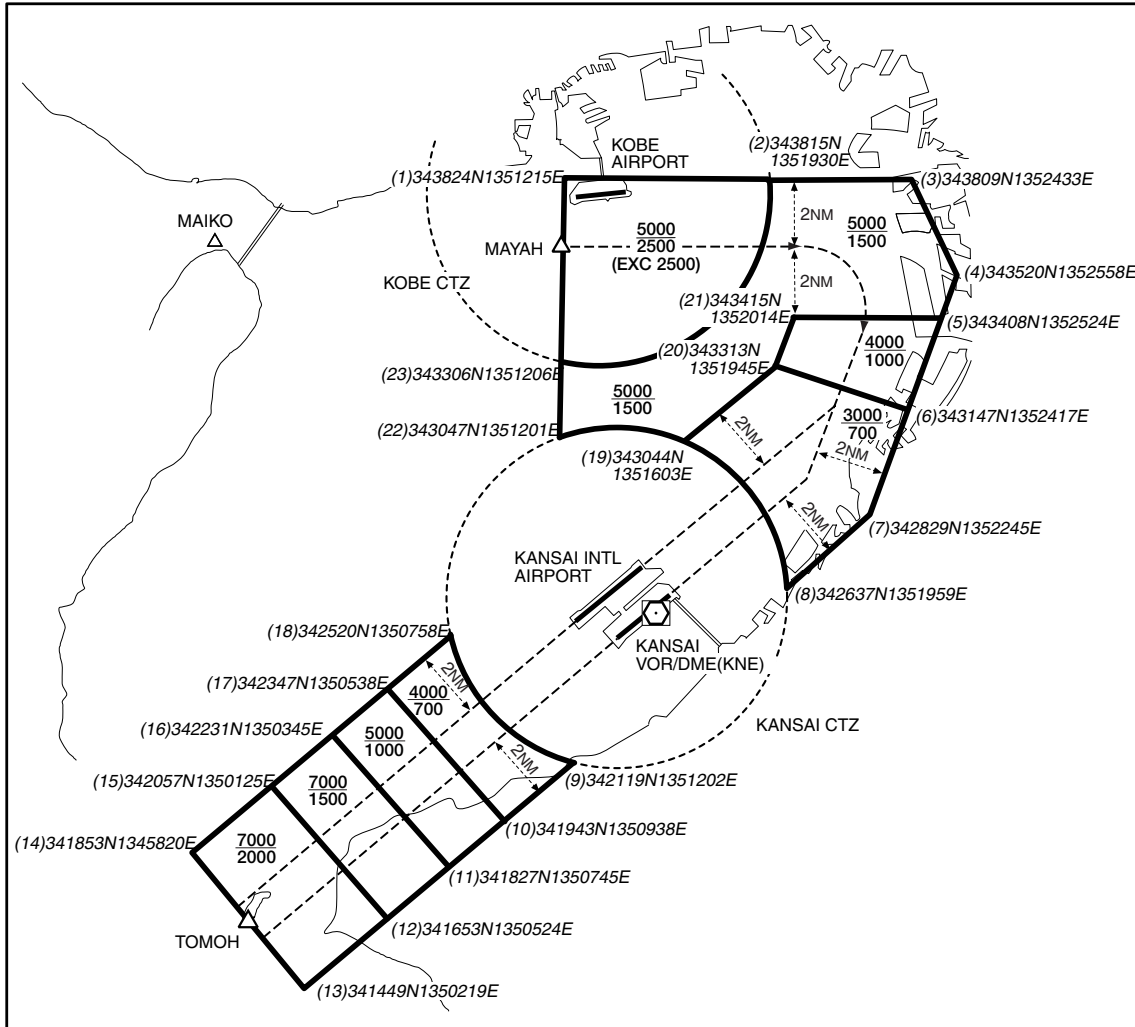 (2)343815N
1351930E
KOBE
AIRPORT
(1)343824N1351215E
(3)343809N1352433E
MAIKO
2NM
5000
1500
5000
2500
(EXC 2500)
MAYAH
KOBE CTZ
2NM
(4)343520N1352558E
(21)343415N
1352014E
(5)343408N1352524E
4000
1000
(20)343313N
1351945E
(23)343306N1351206E
5000
1500
(6)343147N1352417E
3000
700
(22)343047N1351201E
2NM
2NM
(19)343044N
1351603E
2NM
(7)342829N1352245E
KANSAI INTL
AIRPORT
(8)342637N1351959E
(18)342520N1350758E
KANSAI
VOR/DME(KNE)
2NM
(17)342347N1350538E
4000
700
KANSAI CTZ
(16)342231N1350345E
5000
1000
2NM
(9)342119N1351202E
(15)342057N1350125E
7000
1500
(10)341943N1350938E
(14)341853N1345820E
7000
2000
(11)341827N1350745E
(12)341653N1350524E
TOMOH
(13)341449N1350219E